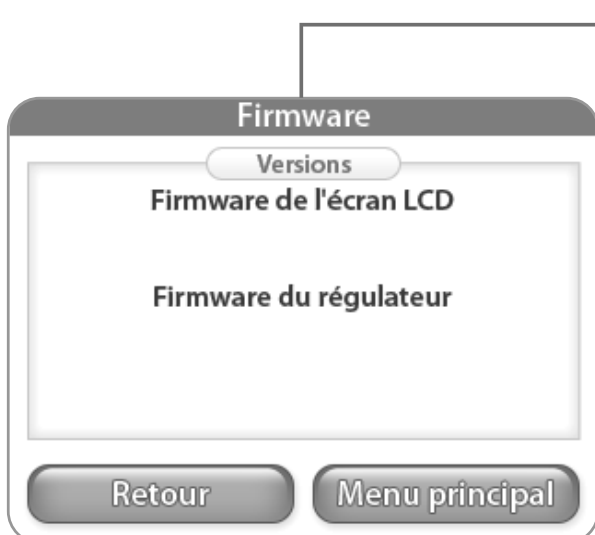 Firmware
Versions
Firmware de l'écran LCD
Firmware du régulateur
Retour
Menu principal